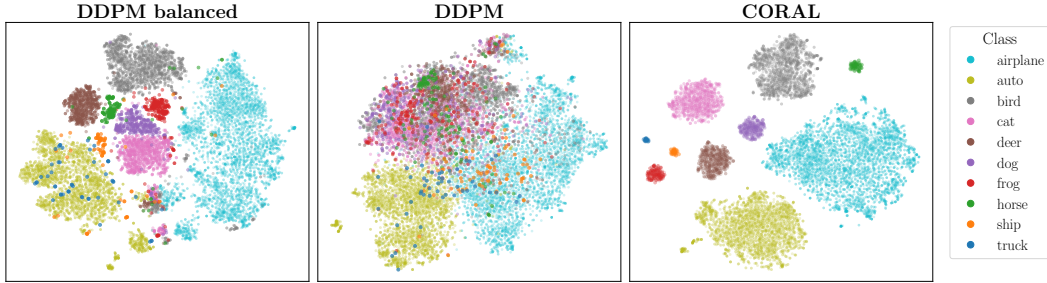 DDPM balanced
DDPM
CORAL
Class
airplane
auto
bird
cat
deer
dog
frog
horse
ship
truck